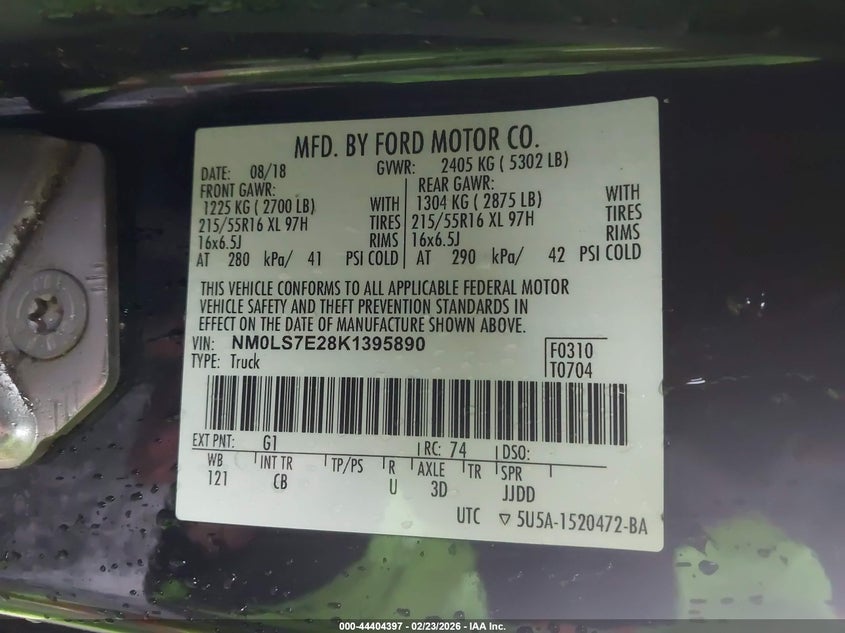 MFD. BY FORD MOTOR CO.
DATE: 08/18 GVWR: 2405 KG ( 5302 LB)
FRONT GAWR: REAR GAWR:
1225 KG ( 2700 LB) WITH 1304 KG ( 2875 LB) WITH
215/55R16 XL 97H TIRES 215/55R16 XL 97H TIRES
16x6.5J RIMS 16x6.5J RIMS
AT 280 kPa/ 41 PSI COLD AT 290 kPa/ 42 PSI COLD
THIS VEHICLE CONFORMS TO ALL APPLICABLE FEDERAL MOTOR
VEHICLE SAFETY AND THEFT PREVENTION STANDARDS IN
EFFECT ON THE DATE OF MANUFACTURE SHOWN ABOVE.
VIN: NM0LS7E28K1395890 F0310
TYPE: Truck T0704
EXT PNT: G1 RC: 74 DSO:
WB INT TR TP/PS R AXLE TR SPR
121 CB U 3D JJDD
UTC ▽ 5U5A-1520472-BA
000-44404397 - 02/23/2026 - IAA Inc.